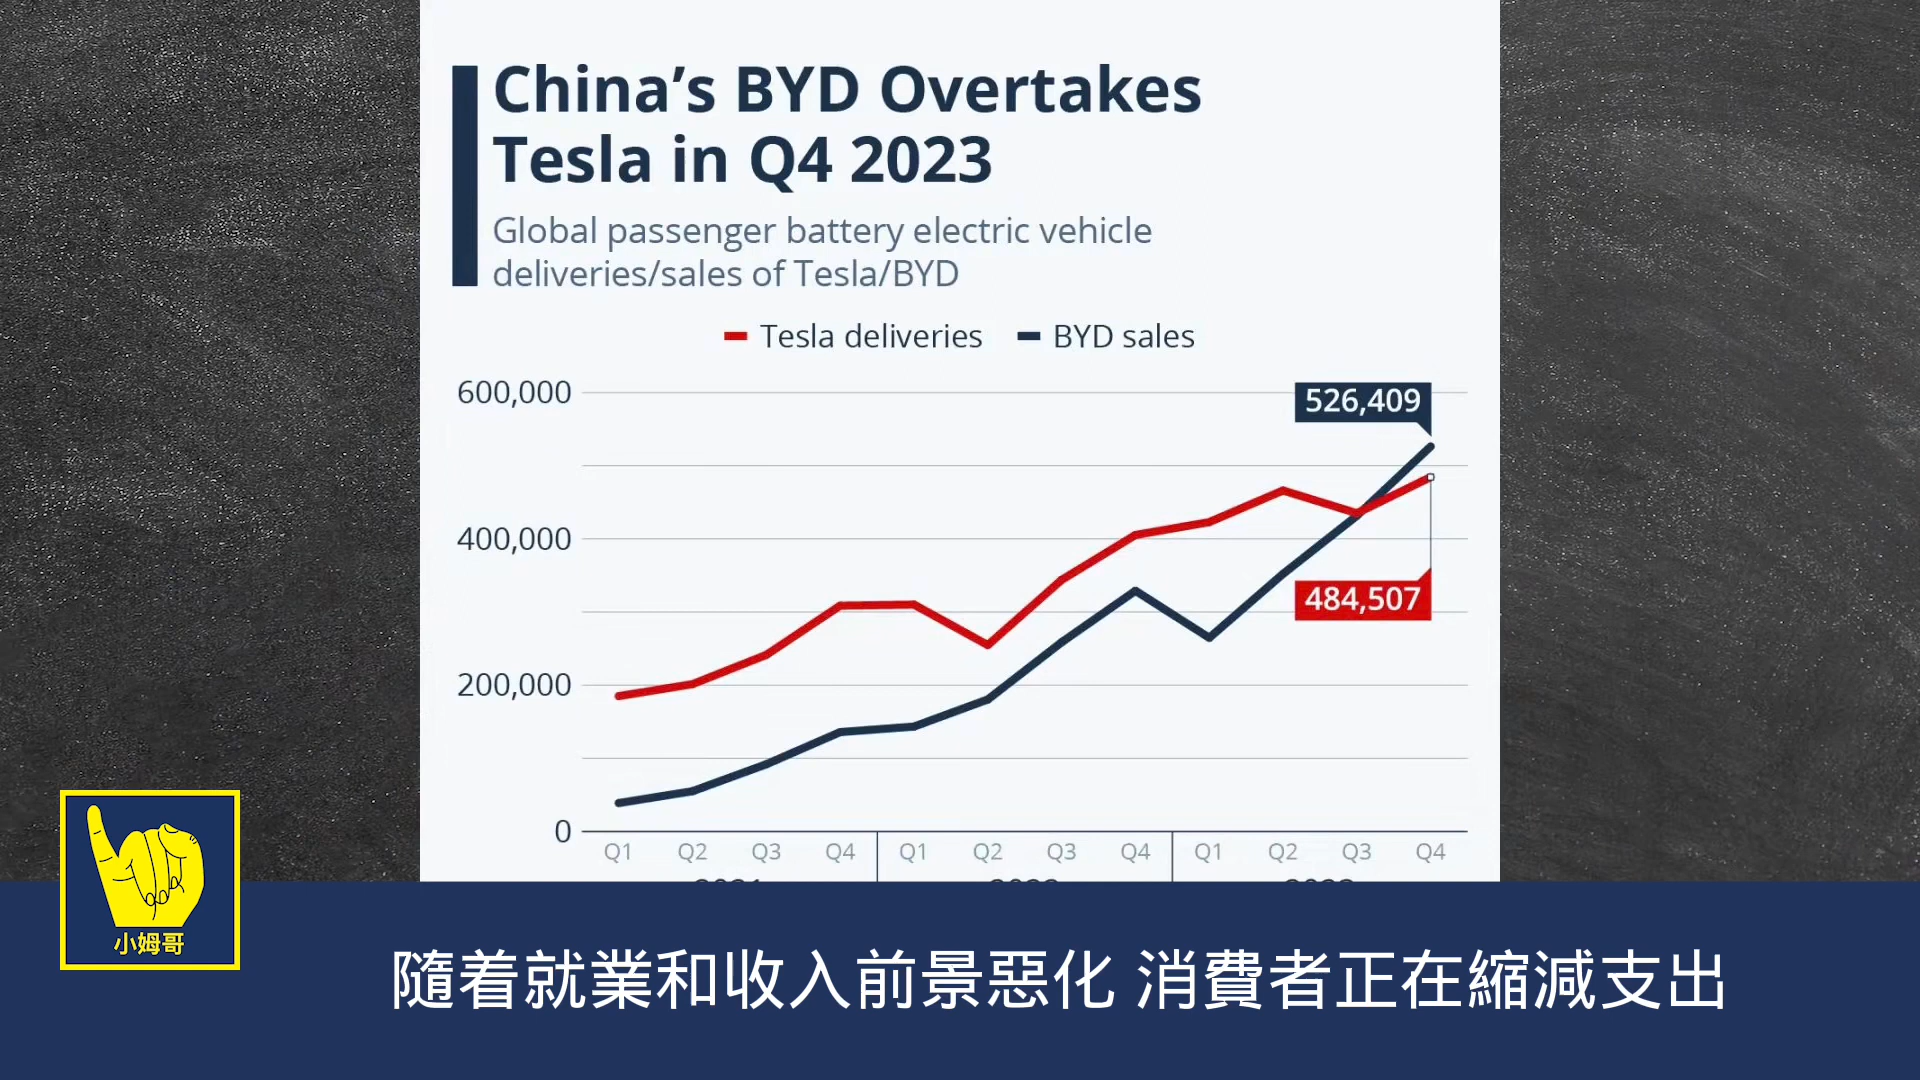 China's BYD Overtakes
Tesla in Q4 2023
Global passenger battery electric vehicle
deliveries/sales of Tesla/BYD
Tesla deliveries BYD sales
600,000
526,409
400,000
484,507
200,000
0
Q1 Q2 Q3 Q4 Q1 Q2 Q3 Q4 Q1 Q2 Q3 Q4
小姆哥
隨着就業和收入前景惡化 消費者正在縮減支出